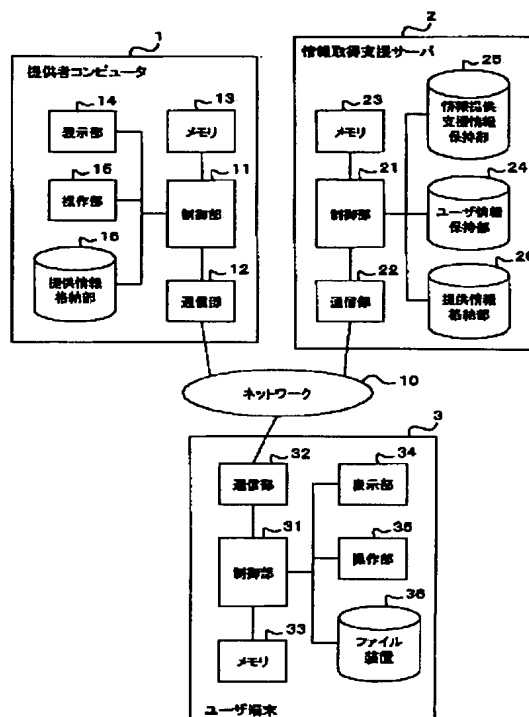 1
提供者コンピュータ
14
表示部
13
メモリ
15
操作部
11
制御部
16
提供情報
格納部
12
通信部
2
情報取得支援サーバ
25
情報提供
支援情報
保持部
23
メモリ
21
制御部
24
ユーザ情報
保持部
22
通信部
26
提供情報
格納部
10
ネットワーク
3
32
通信部
34
表示部
31
制御部
35
操作部
33
メモリ
36
ファイル
装置
ユーザ端末